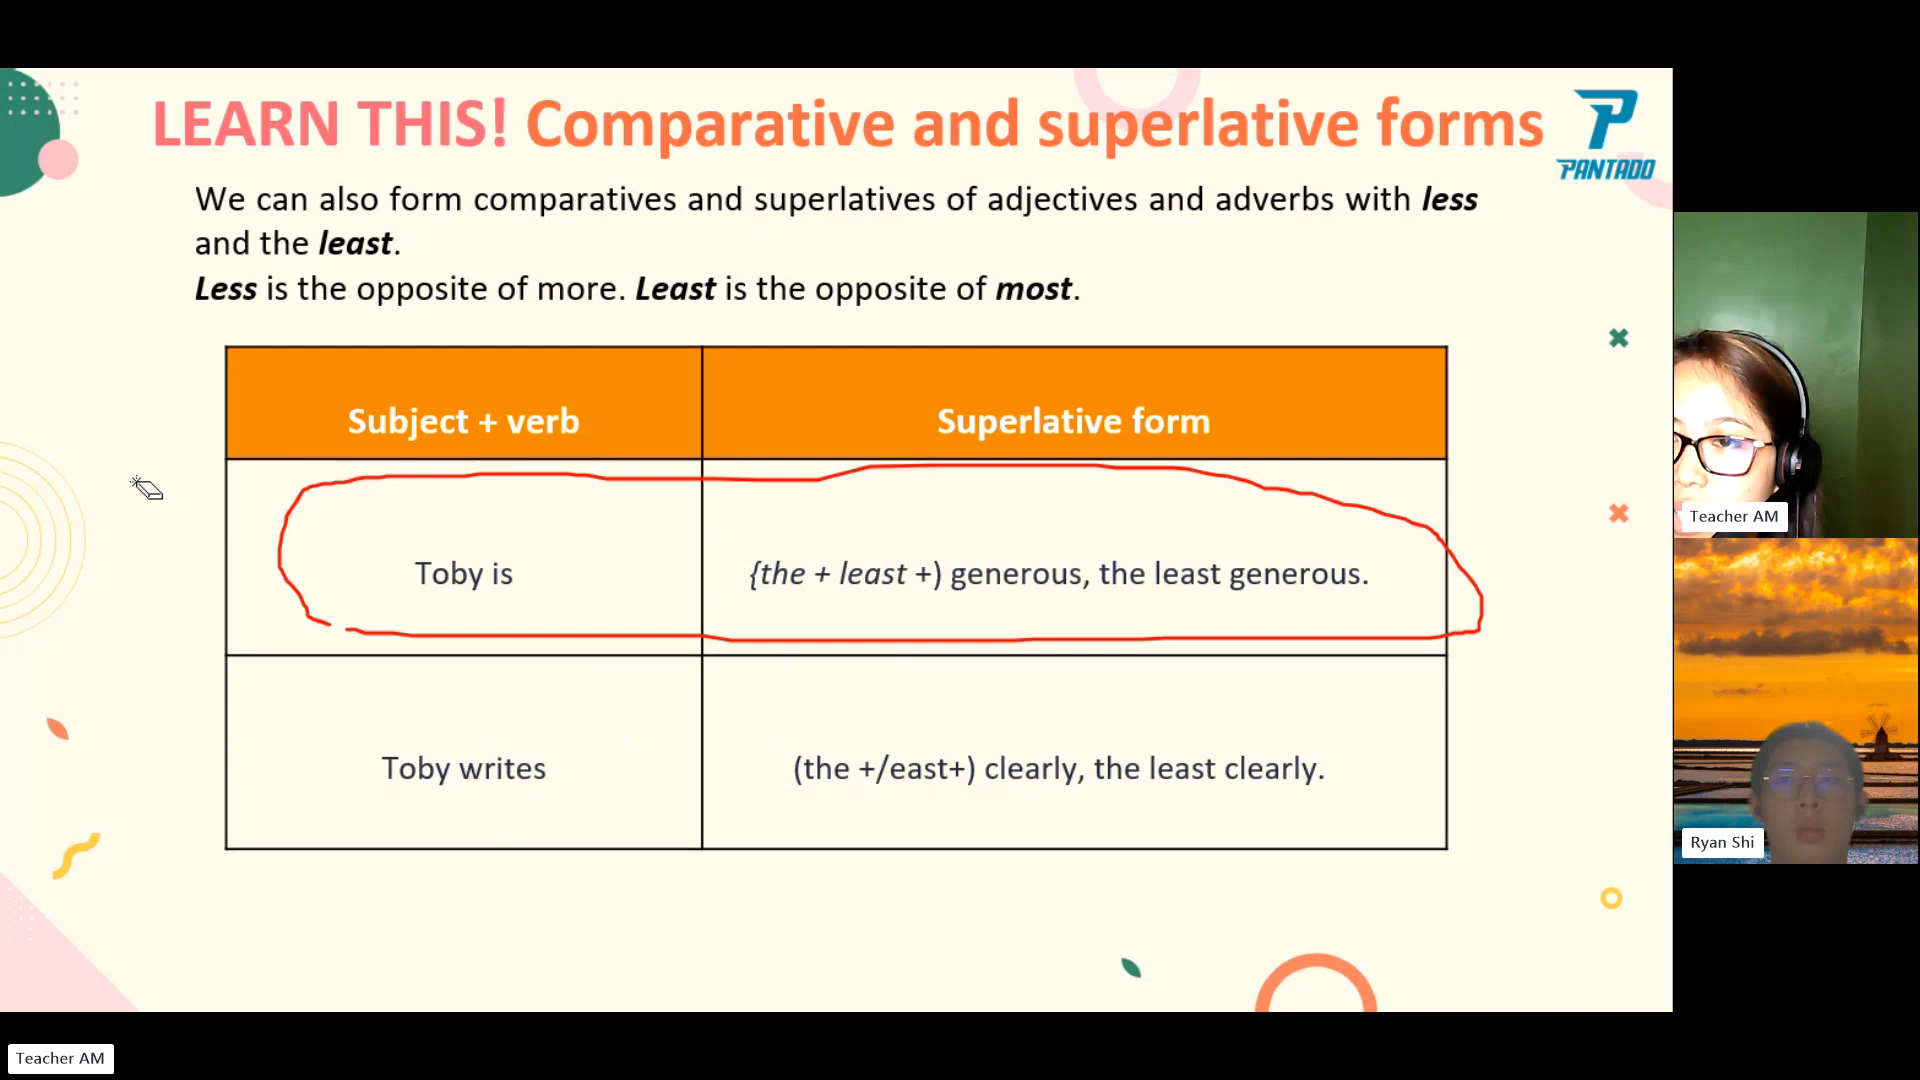 LEARN THIS! Comparative and superlative forms
PANTADO
We can also form comparatives and superlatives of adjectives and adverbs with less
and the least.
Less is the opposite of more. Least is the opposite of most.
Subject + verb
Superlative form
Toby is
{the + least +) generous, the least generous.
Toby writes
(the +/east+) clearly, the least clearly.
Teacher AM
Ryan Shi
Teacher AM